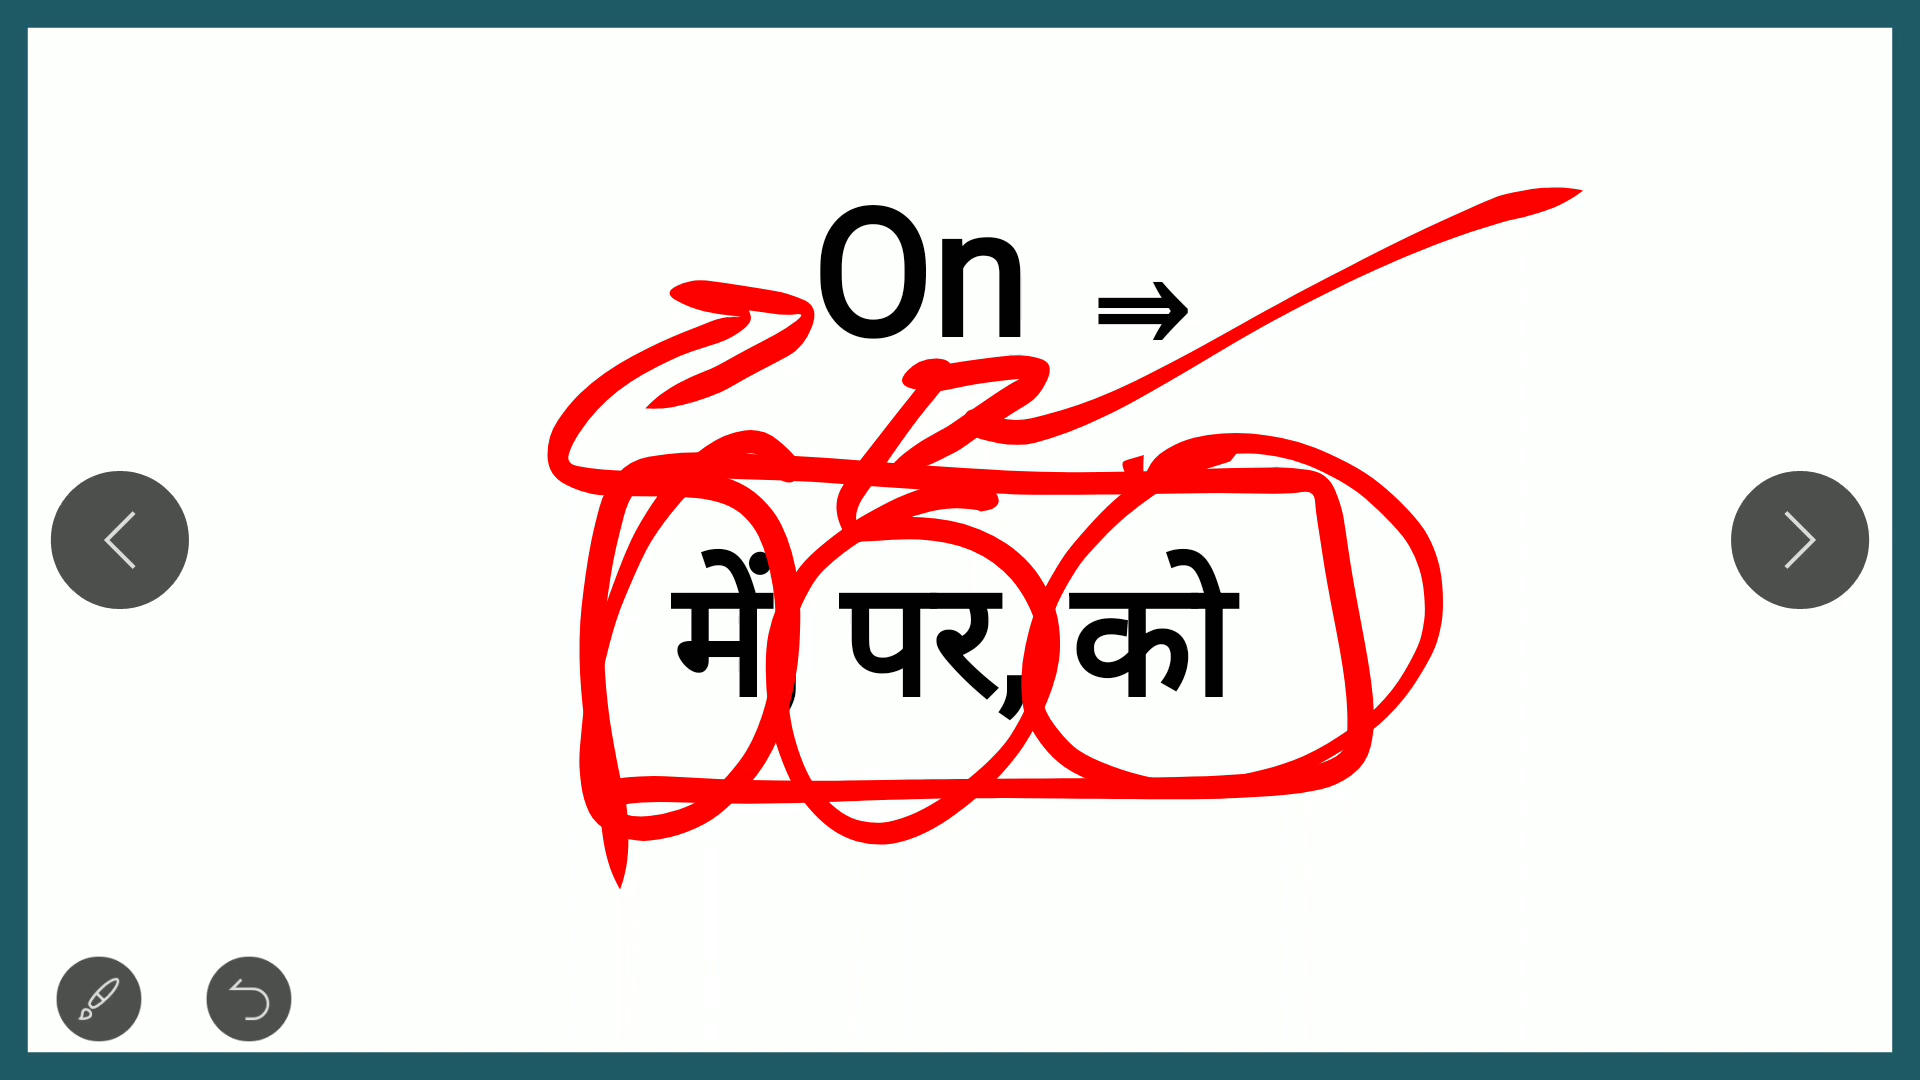 On ⇒
में, पर, को